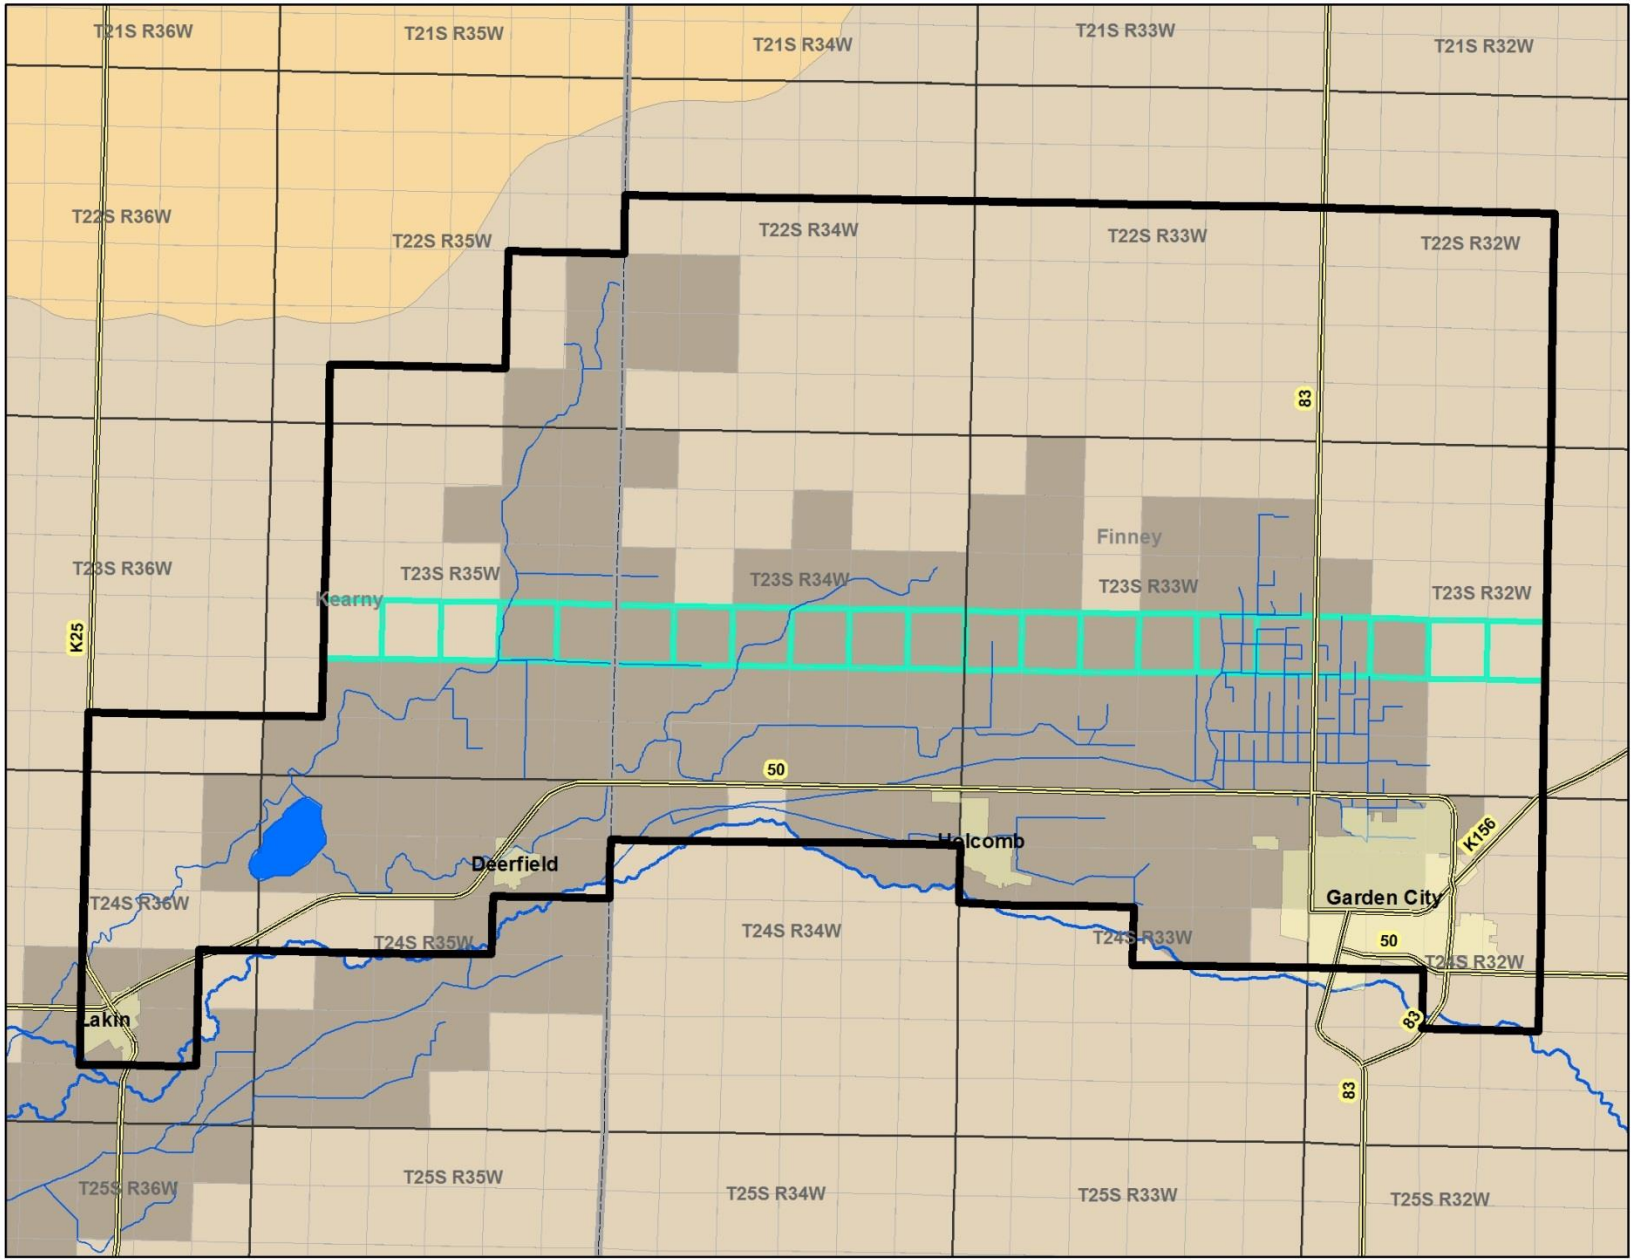 T21S R36W
T21S R35W
T21S R34W
T21S R33W
T21S R32W
T22S R36W
T22S R35W
T22S R34W
T22S R33W
T22S R32W
83
Finney
T23S R36W
T23S R35W
T23S R34W
T23S R33W
T23S R32W
Kearny
K25
50
K156
Holcomb
Deerfield
Garden City
T24S R36W
T24S R35W
T24S R34W
T24S R33W
50
T24S R32W
Lakin
83
83
T25S R36W
T25S R35W
T25S R34W
T25S R33W
T25S R32W